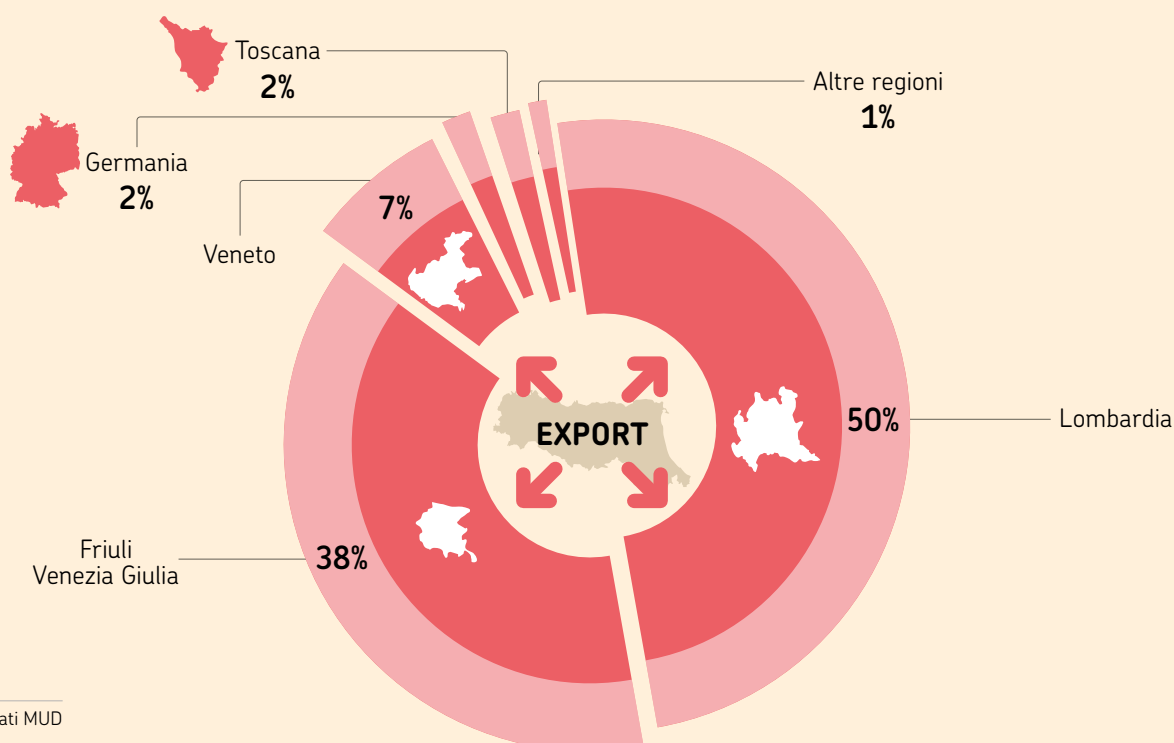 Toscana
2%
Altre regioni
1%
Germania
2%
7%
Veneto
EXPORT
50%
Lombardia
38%
Friuli
Venezia Giulia
ati MUD